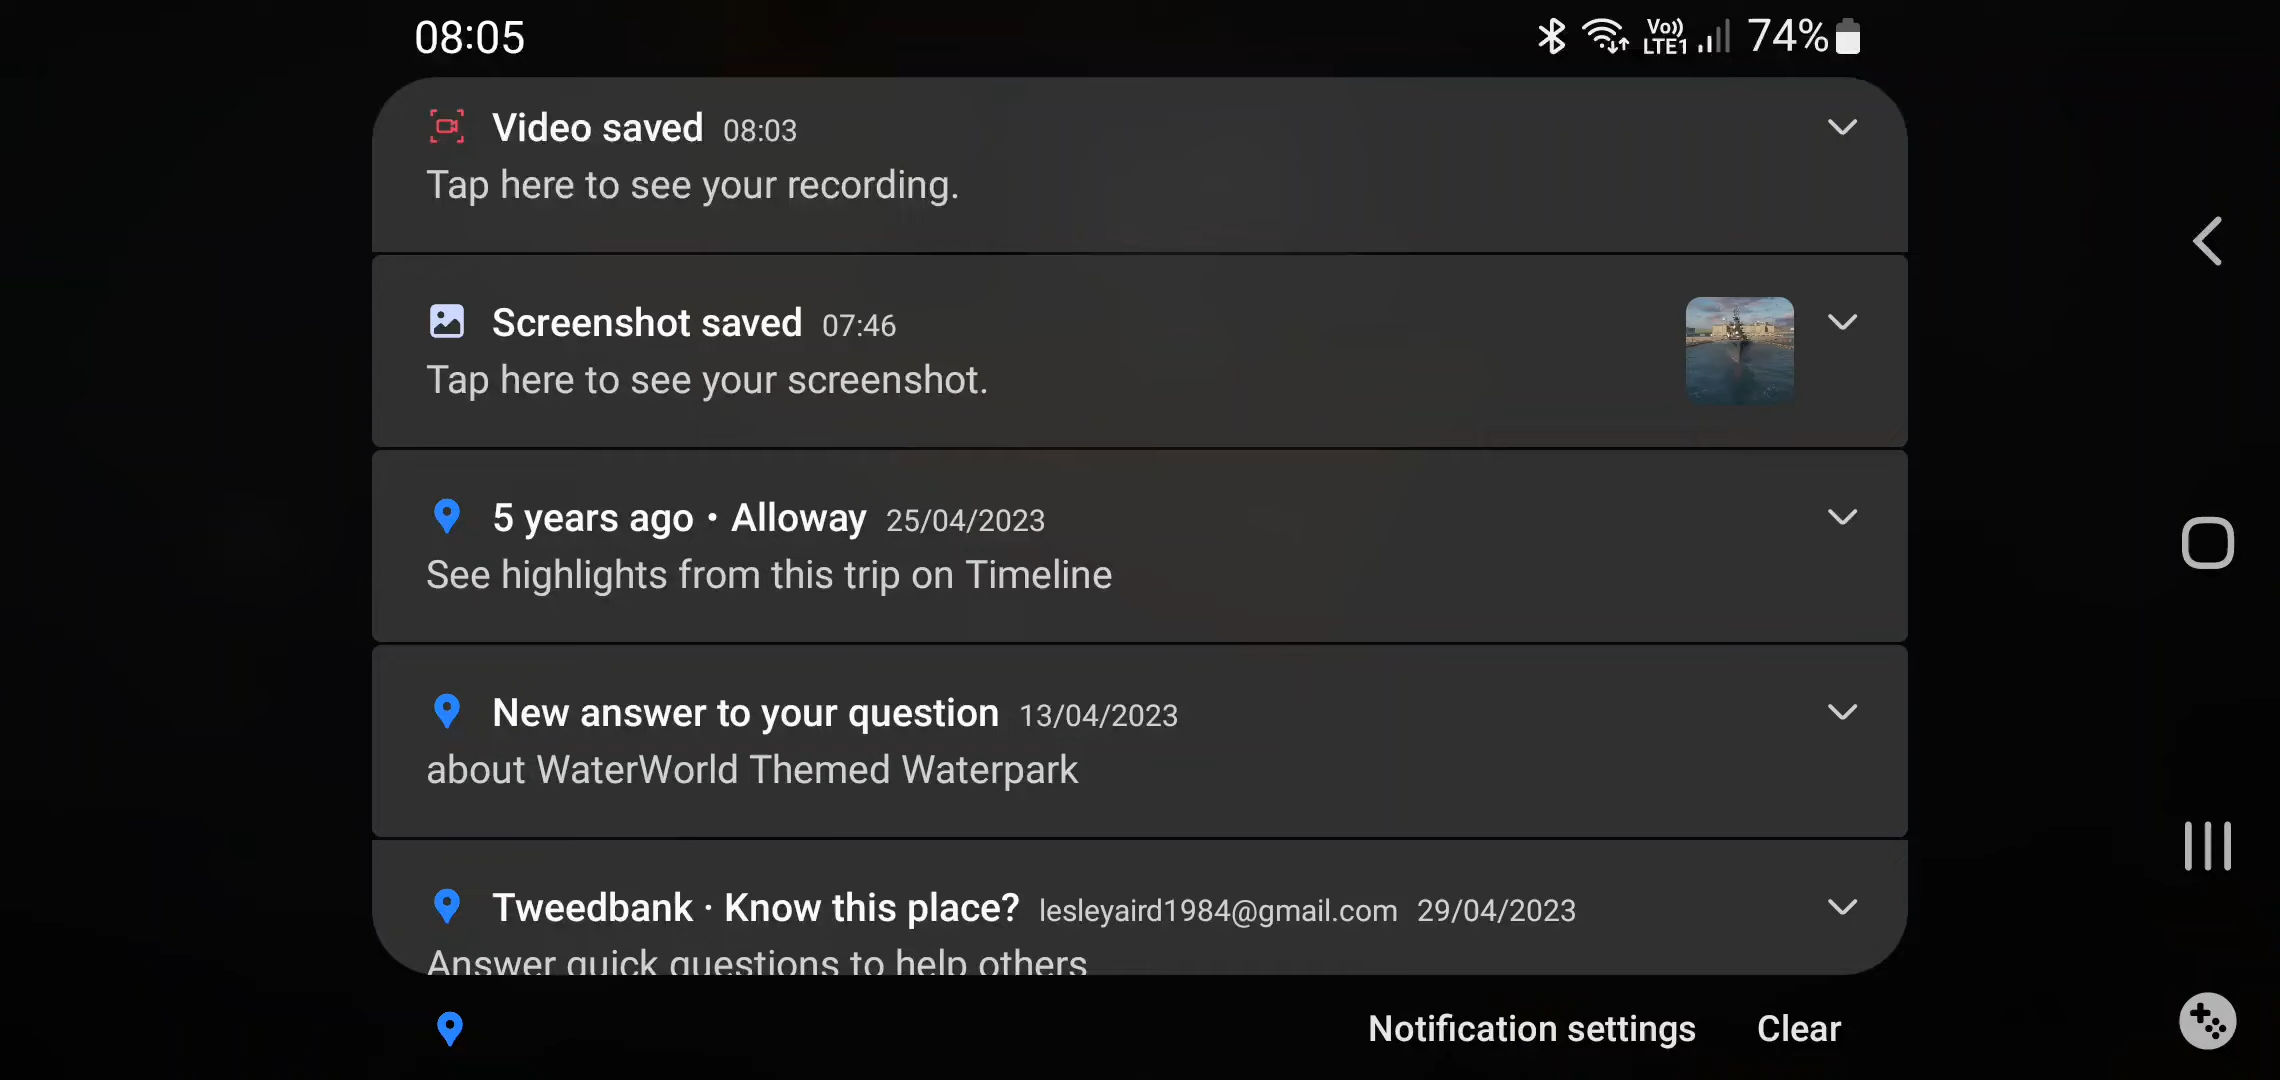 08:05
Vo)) LTE1 74%
Video saved 08:03
Tap here to see your recording.
Screenshot saved 07:46
Tap here to see your screenshot.
5 years ago • Alloway 25/04/2023
See highlights from this trip on Timeline
New answer to your question 13/04/2023
about WaterWorld Themed Waterpark
Tweedbank · Know this place? lesleyaird1984@gmail.com 29/04/2023
Answer quick questions to help others
Notification settings Clear